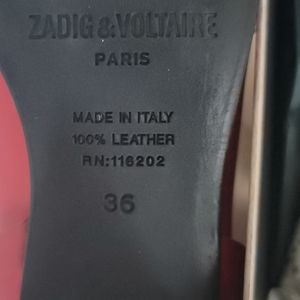 ZADIG&VOLTAIRE
PARIS
MADE IN ITALY
100% LEATHER
RN:116202
36